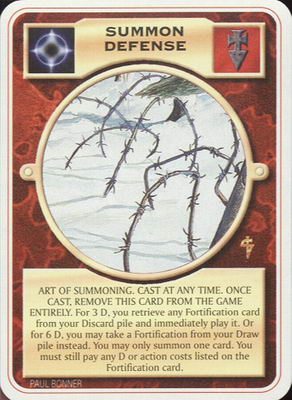 SUMMON
DEFENSE
ART OF SUMMONING. CAST AT ANY TIME. ONCE
CAST, REMOVE THIS CARD FROM THE GAME
ENTIRELY. For 3 D, you retrieve any Fortification card
from your Discard pile and immediately play it. Or
for 6 D, you may take a Fortification from your Draw
pile instead. You may only summon one card. You
must still pay any D or action costs listed on the
Fortification card.
PAUL BONNER